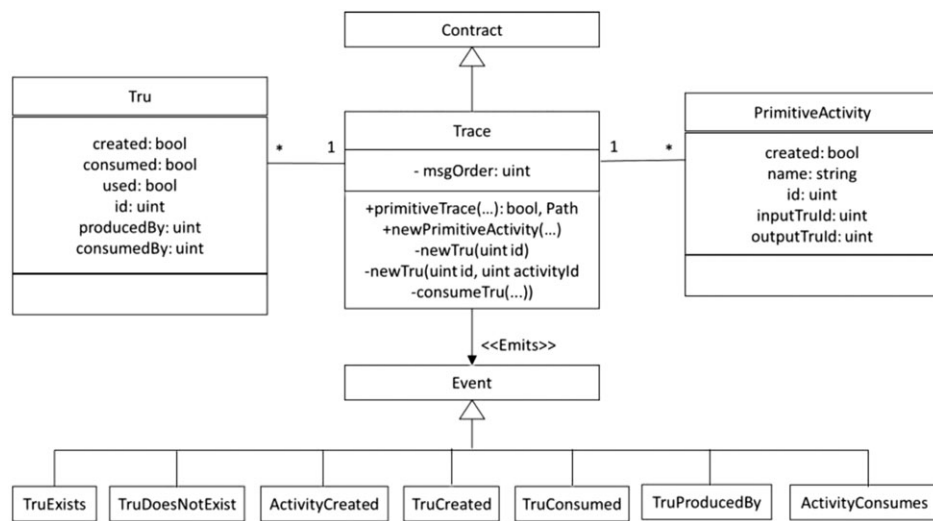 Contract
Tru
created: bool
consumed: bool
used: bool
id: uint
producedBy: uint
consumedBy: uint
* 1
Trace
- msgOrder: uint
+primitiveTrace(...): bool, Path
+newPrimitiveActivity(...)
-newTru(uint id)
-newTru(uint id, uint activityId
-consumeTru(...))
1 *
PrimitiveActivity
created: bool
name: string
id: uint
inputTruId: uint
outputTruId: uint
<<Emits>>
Event
TruExists TruDoesNotExist ActivityCreated TruCreated TruConsumed TruProducedBy ActivityConsumes